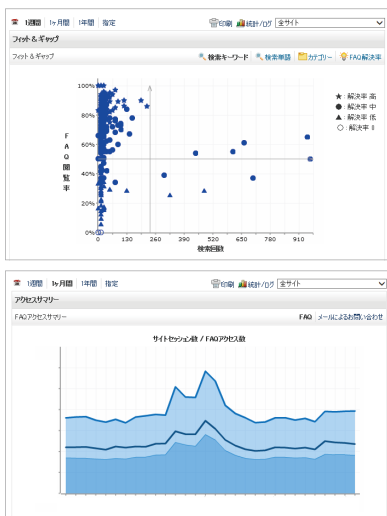 1週間 1ヶ月間 1年間 指定 印刷 統計/ログ 全サイト
フィット＆ギャップ
フィット＆ギャップ 検索キーワード 検索単語 カテゴリー FAQ解決率
100%
80%
60%
40%
20%
0%
FAQ閲覧率
0 130 260 390 520 650 780 910
検索回数
★ : 解決率 高
● : 解決率 中
▲ : 解決率 低
1週間 1ヶ月間 1年間 指定 印刷 統計/ログ 全サイト
アクセスサマリー
FAQアクセスサマリー FAQ メールによるお問い合わせ
サイトセッション数 / FAQアクセス数